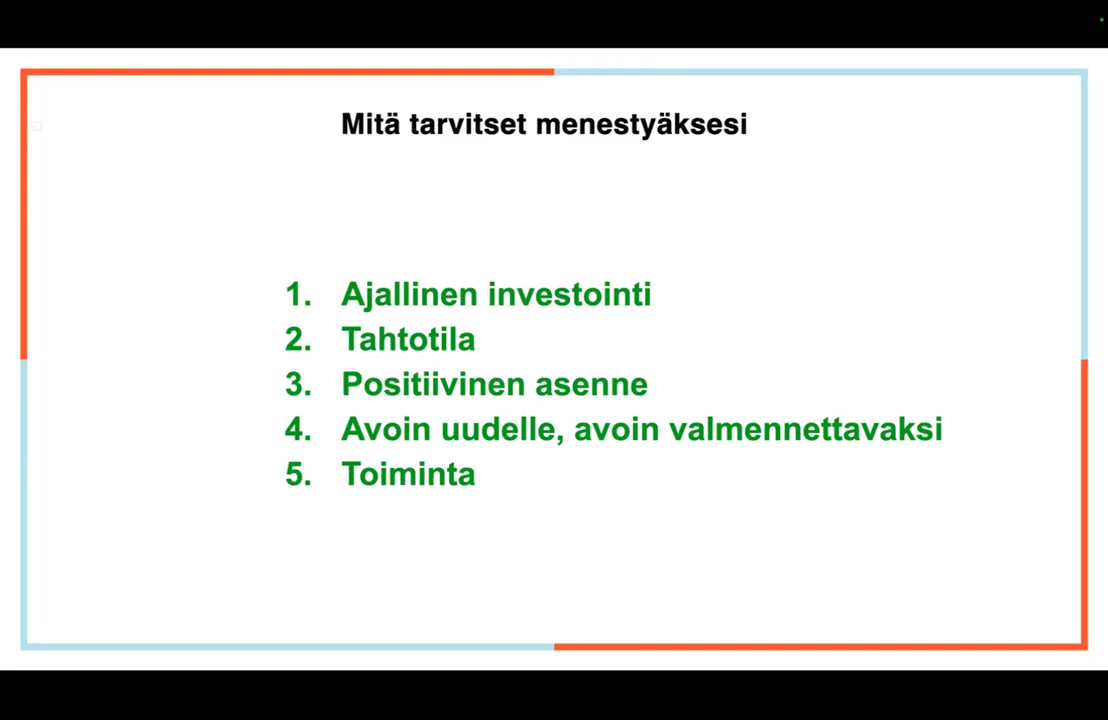 Mitä tarvitset menestyäksesi
1. Ajallinen investointi
2. Tahtotila
3. Positiivinen asenne
4. Avoin uudelle, avoin valmennettavaksi
5. Toiminta